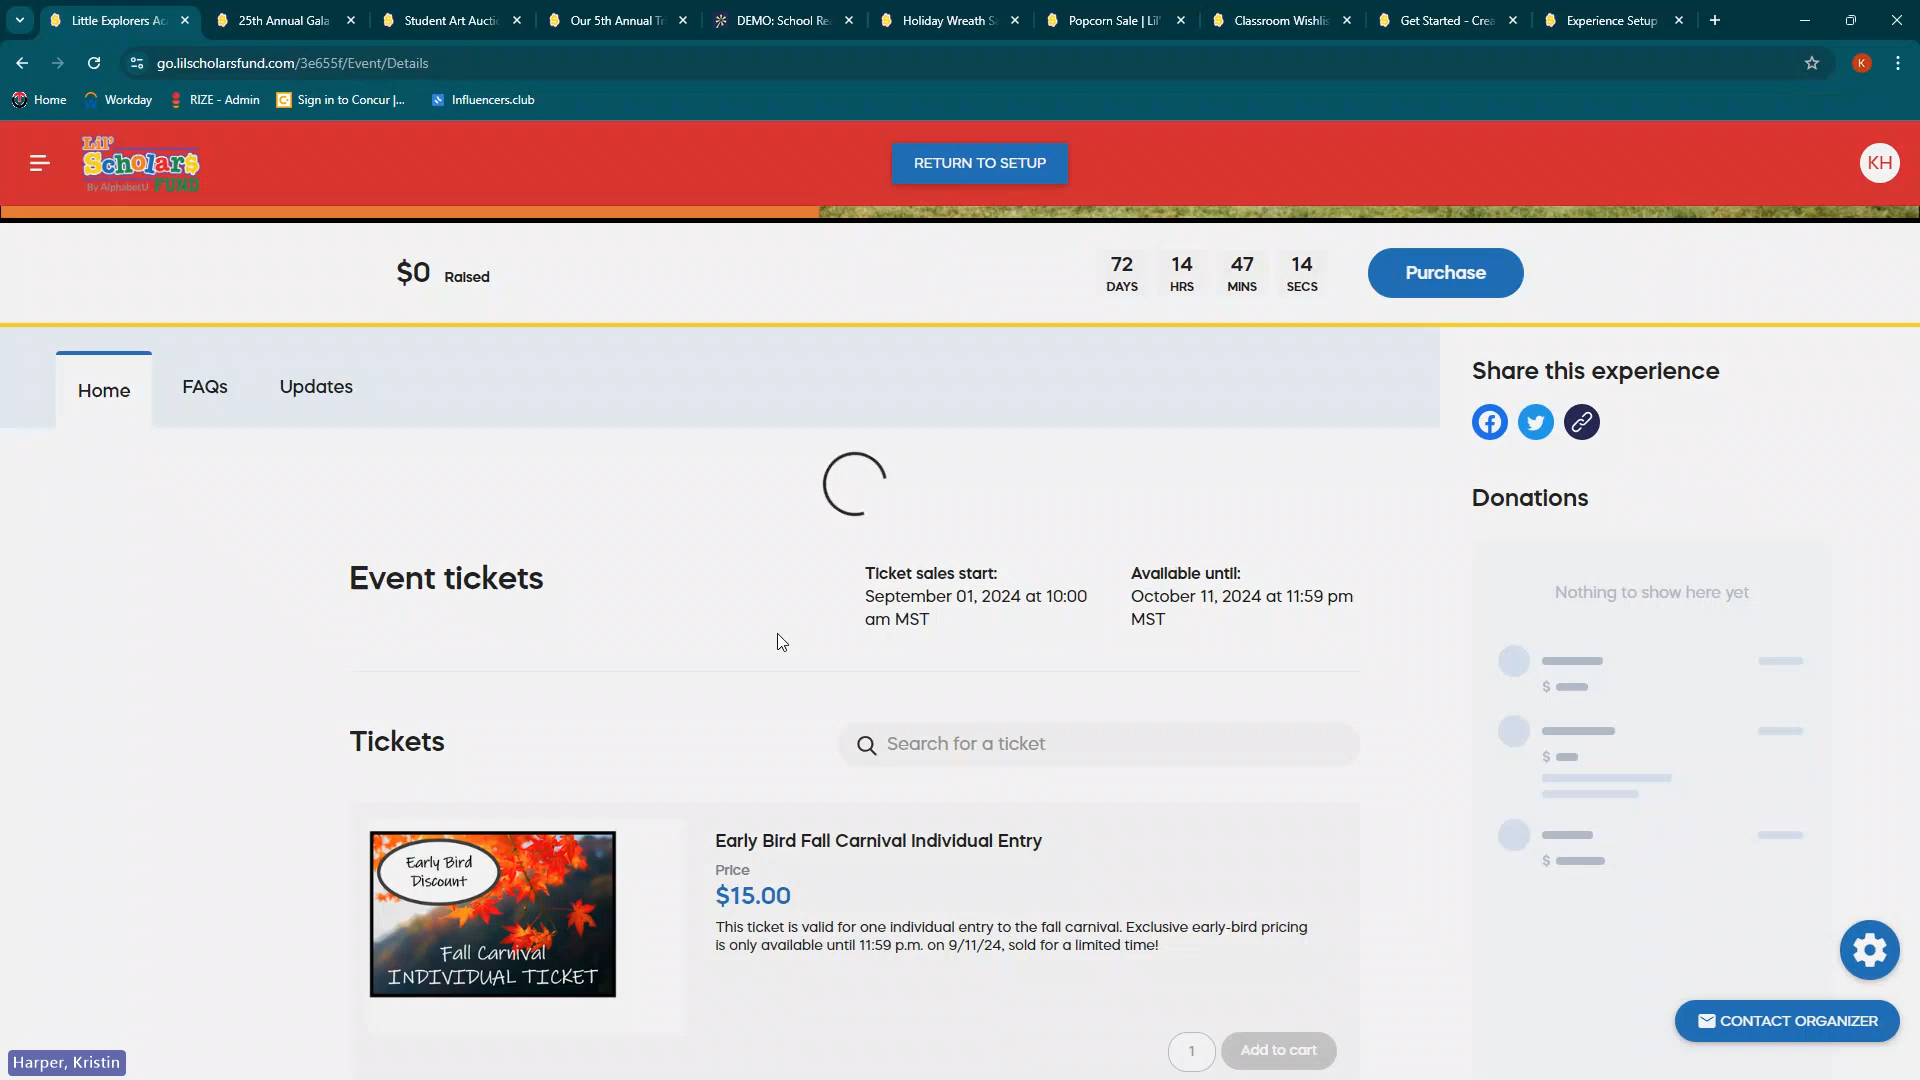 Little Explorers Ac
25th Annual Gala
Student Art Aucti
Our 5th Annual Tr
DEMO: School Re
Holiday Wreath S
Popcorn Sale | Lil'
Classroom Wishlis
Get Started - Crea
Experience Setup
go.lilscholarsfund.com/3e655f/Event/Details
K
Home
Workday
RIZE - Admin
Sign in to Concur |...
Influencers.club
Lil'
Scholars
By AlphabetU FUND
RETURN TO SETUP
KH
$0 Raised
72 14 47 14
DAYS HRS MINS SECS
Purchase
Home
FAQs
Updates
Share this experience
Donations
Nothing to show here yet
$
$
$
Event tickets
Ticket sales start:
September 01, 2024 at 10:00
am MST
Available until:
October 11, 2024 at 11:59 pm
MST
Tickets
Search for a ticket
Early Bird
Discount
Fall Carnival
INDIVIDUAL TICKET
Early Bird Fall Carnival Individual Entry
Price
$15.00
This ticket is valid for one individual entry to the fall carnival. Exclusive early-bird pricing
is only available until 11:59 p.m. on 9/11/24, sold for a limited time!
1
Add to cart
CONTACT ORGANIZER
Harper, Kristin